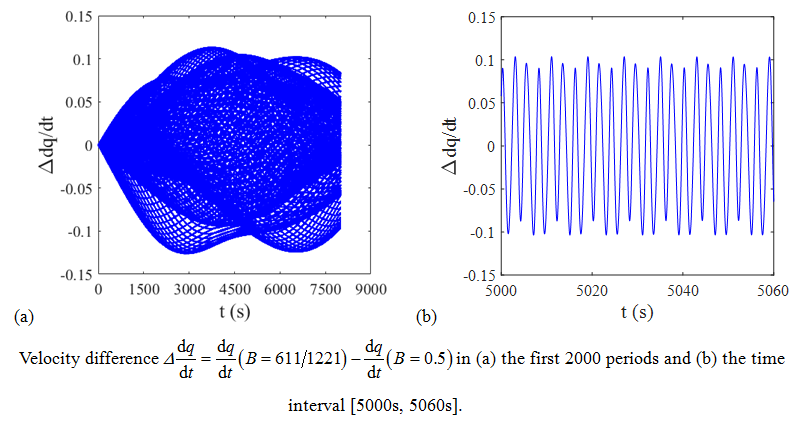 0.15
0.1
0.05
0
-0.05
-0.1
-0.15
Δdq/dt
0 1500 3000 4500 6000 7500 9000
t (s)
(a)
0.15
0.1
0.05
0
-0.05
-0.1
-0.15
Δdq/dt
5000 5020 5040 5060
t (s)
(b)
Velocity difference Δ dq/dt = dq/dt (B = 611/1221) − dq/dt (B = 0.5) in (a) the first 2000 periods and (b) the time
interval [5000s, 5060s].